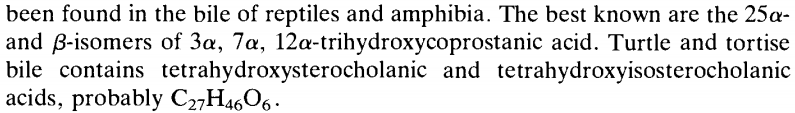 been found in the bile of reptiles and amphibia. The best known are the 25α-
and β-isomers of 3α, 7α, 12α-trihydroxycoprostanic acid. Turtle and tortise
bile contains tetrahydroxysterocholanic and tetrahydroxyisosterocholanic
acids, probably C₂₇H₄₆O₆.